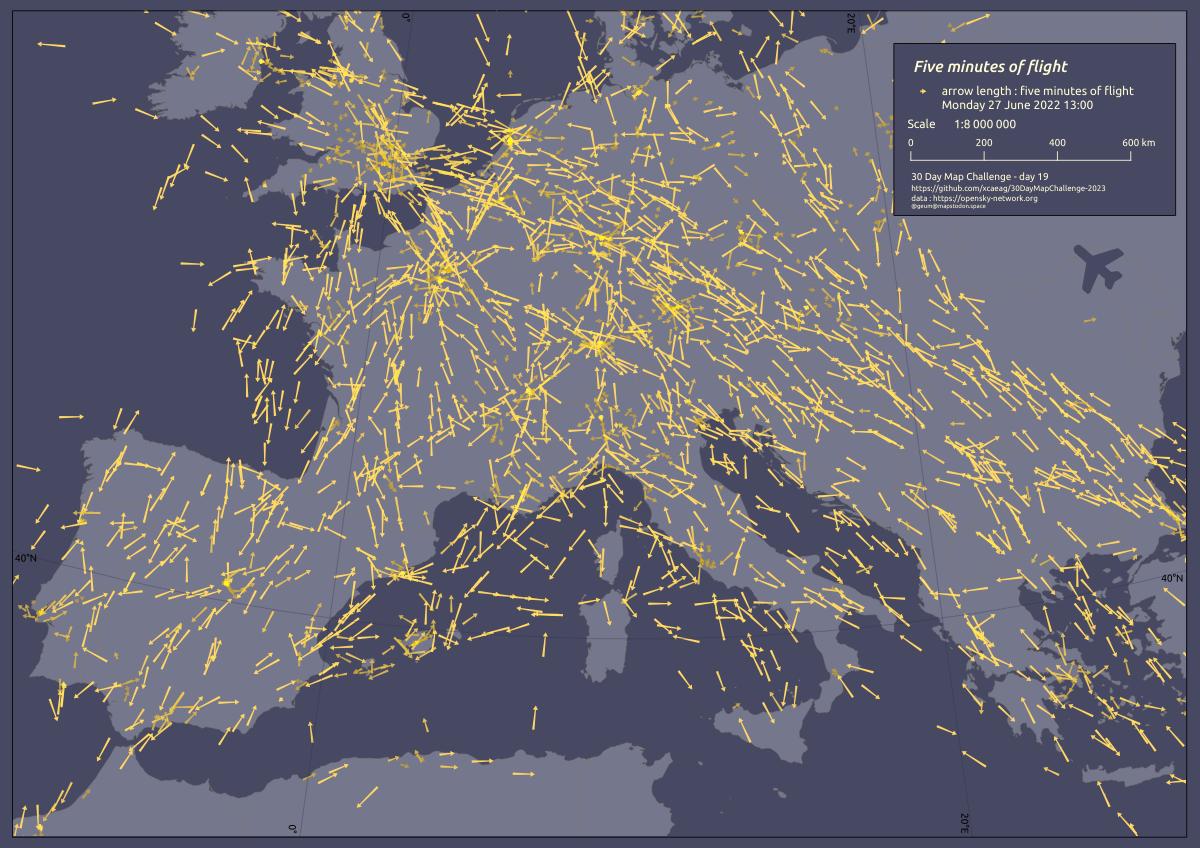 0°
20°E
Five minutes of flight
arrow length : five minutes of flight
Monday 27 June 2022 13:00
Scale 1:8 000 000
0 200 400 600 km
30 Day Map Challenge - day 19
https://github.com/xcaeag/30DayMapChallenge-2023
data : https://opensky-network.org
@geum@mapstodon.space
40°N
40°N
0°
20°E